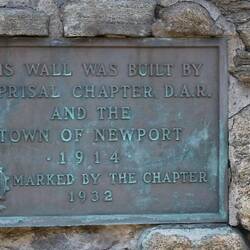 IS WALL WAS BUILT BY
PRISAL CHAPTER D.A.R.
AND THE
TOWN OF NEWPORT
· 1914 ·
MARKED BY THE CHAPTER
1932